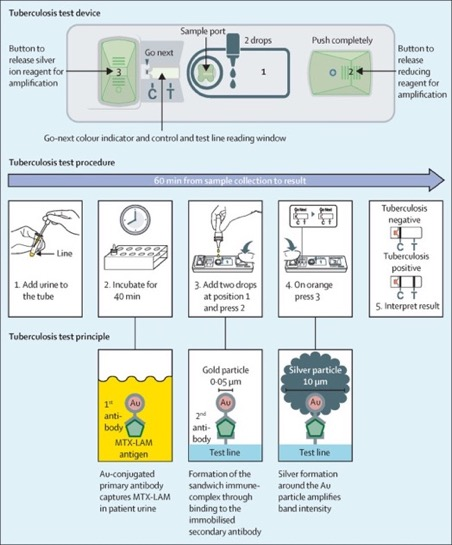 Tuberculosis test device
Button to
release silver
ion reagent for
amplification
3
Go next
C T
Sample port
2 drops
1
Push completely
2
Button to
release
reducing
reagent for
amplification
Go-next colour indicator and control and test line reading window
Tuberculosis test procedure
60 min from sample collection to result
Line
1. Add urine to
the tube
2. Incubate for
40 min
3. Add two drops
at position 1
and press 2
Go Next
Go Next
C T
C T
4. On orange
press 3
Tuberculosis
negative
C T
Tuberculosis
positive
C T
5. Interpret result
Tuberculosis test principle
Au
1st
anti-
body
MTX-LAM
antigen
Au-conjugated
primary antibody
captures MTX-LAM
in patient urine
Gold particle
0·05 μm
Au
2nd
anti-
body
Test line
Formation of the
sandwich immune-
complex through
binding to the
immobilised
secondary antibody
Silver particle
10 μm
Au
Test line
Silver formation
around the Au
particle amplifies
band intensity